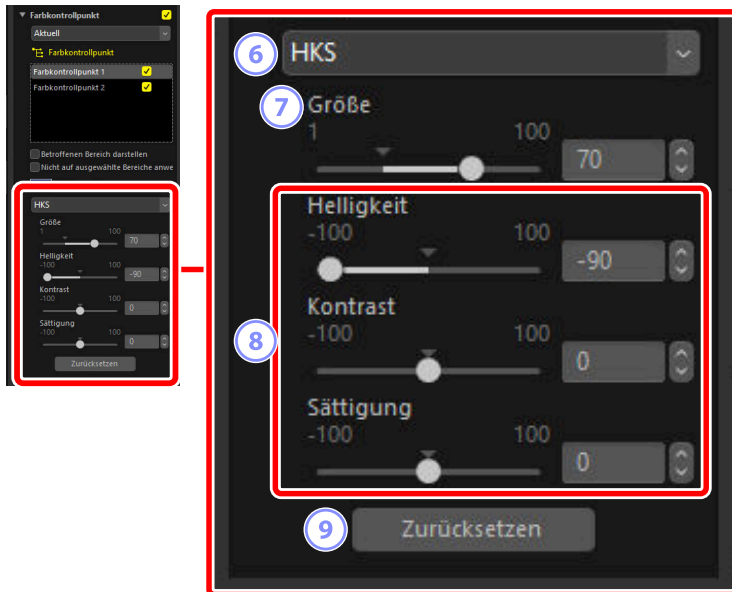 Farbkontrollpunkt
Aktuell
Farbkontrollpunkt
Farbkontrollpunkt 1
Farbkontrollpunkt 2
Betroffenen Bereich darstellen
Nicht auf ausgewählte Bereiche anwe
HKS
Größe
1 100
70
Helligkeit
-100 100
-90
Kontrast
-100 100
0
Sättigung
-100 100
0
Zurücksetzen
6 HKS
7 Größe
1 100
70
Helligkeit
-100 100
-90
Kontrast
8 -100 100
0
Sättigung
-100 100
0
9 Zurücksetzen